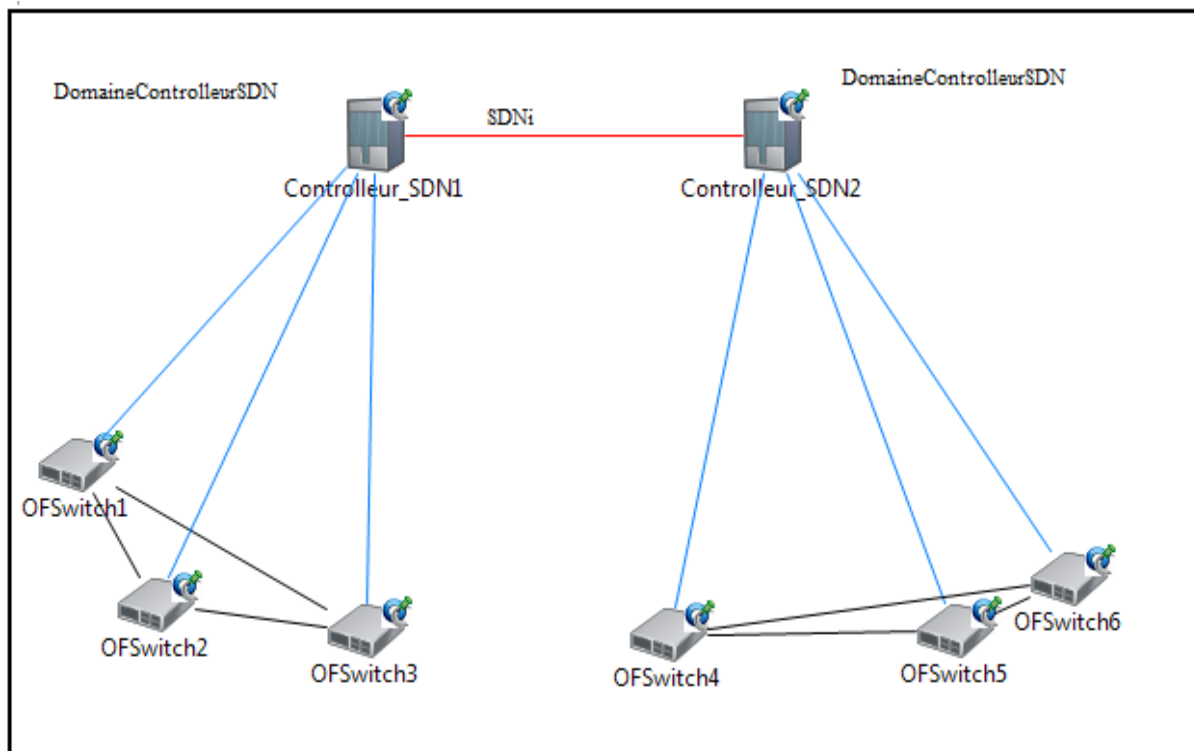 DomaineControlleurSDN
DomaineControlleurSDN
SDNi
Controlleur_SDN1
Controlleur_SDN2
OFSwitch1
OFSwitch2
OFSwitch3
OFSwitch4
OFSwitch5
OFSwitch6